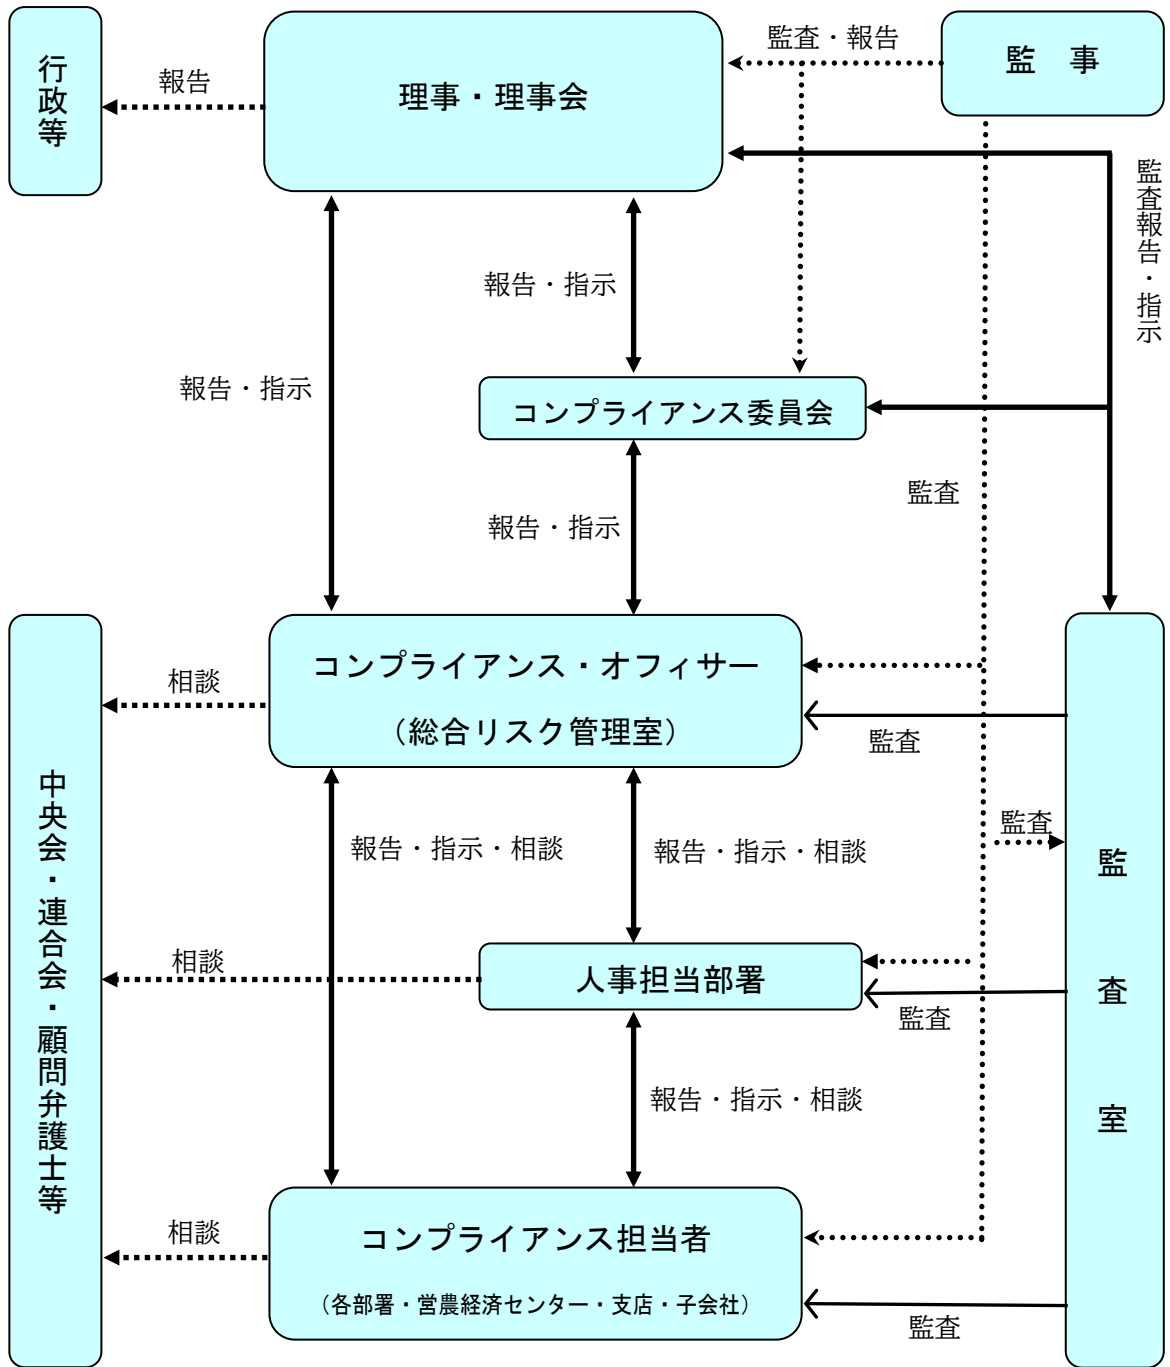 監査・報告
監　事
行政等
報告
理事・理事会
監査報告・指示
報告・指示
報告・指示
コンプライアンス委員会
監査
報告・指示
コンプライアンス・オフィサー
（総合リスク管理室）
相談
監査
中央会・連合会・顧問弁護士等
報告・指示・相談
報告・指示・相談
監査
監査室
相談
人事担当部署
監査
報告・指示・相談
相談
コンプライアンス担当者
（各部署・営農経済センター・支店・子会社）
監査